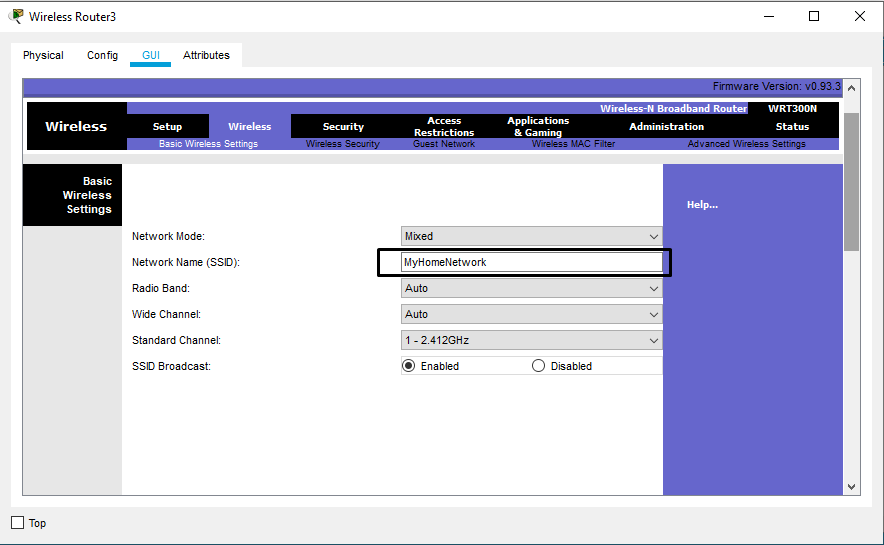 Wireless Router3
Physical Config GUI Attributes
Firmware Version: v0.93.3
Wireless-N Broadband Router WRT300N
Wireless Setup Wireless Security Access Restrictions Applications & Gaming Administration Status
Basic Wireless Settings Wireless Security Guest Network Wireless MAC Filter Advanced Wireless Settings
Basic
Wireless
Settings
Help...
Network Mode: Mixed
Network Name (SSID): MyHomeNetwork
Radio Band: Auto
Wide Channel: Auto
Standard Channel: 1 - 2.412GHz
SSID Broadcast: Enabled Disabled
Top